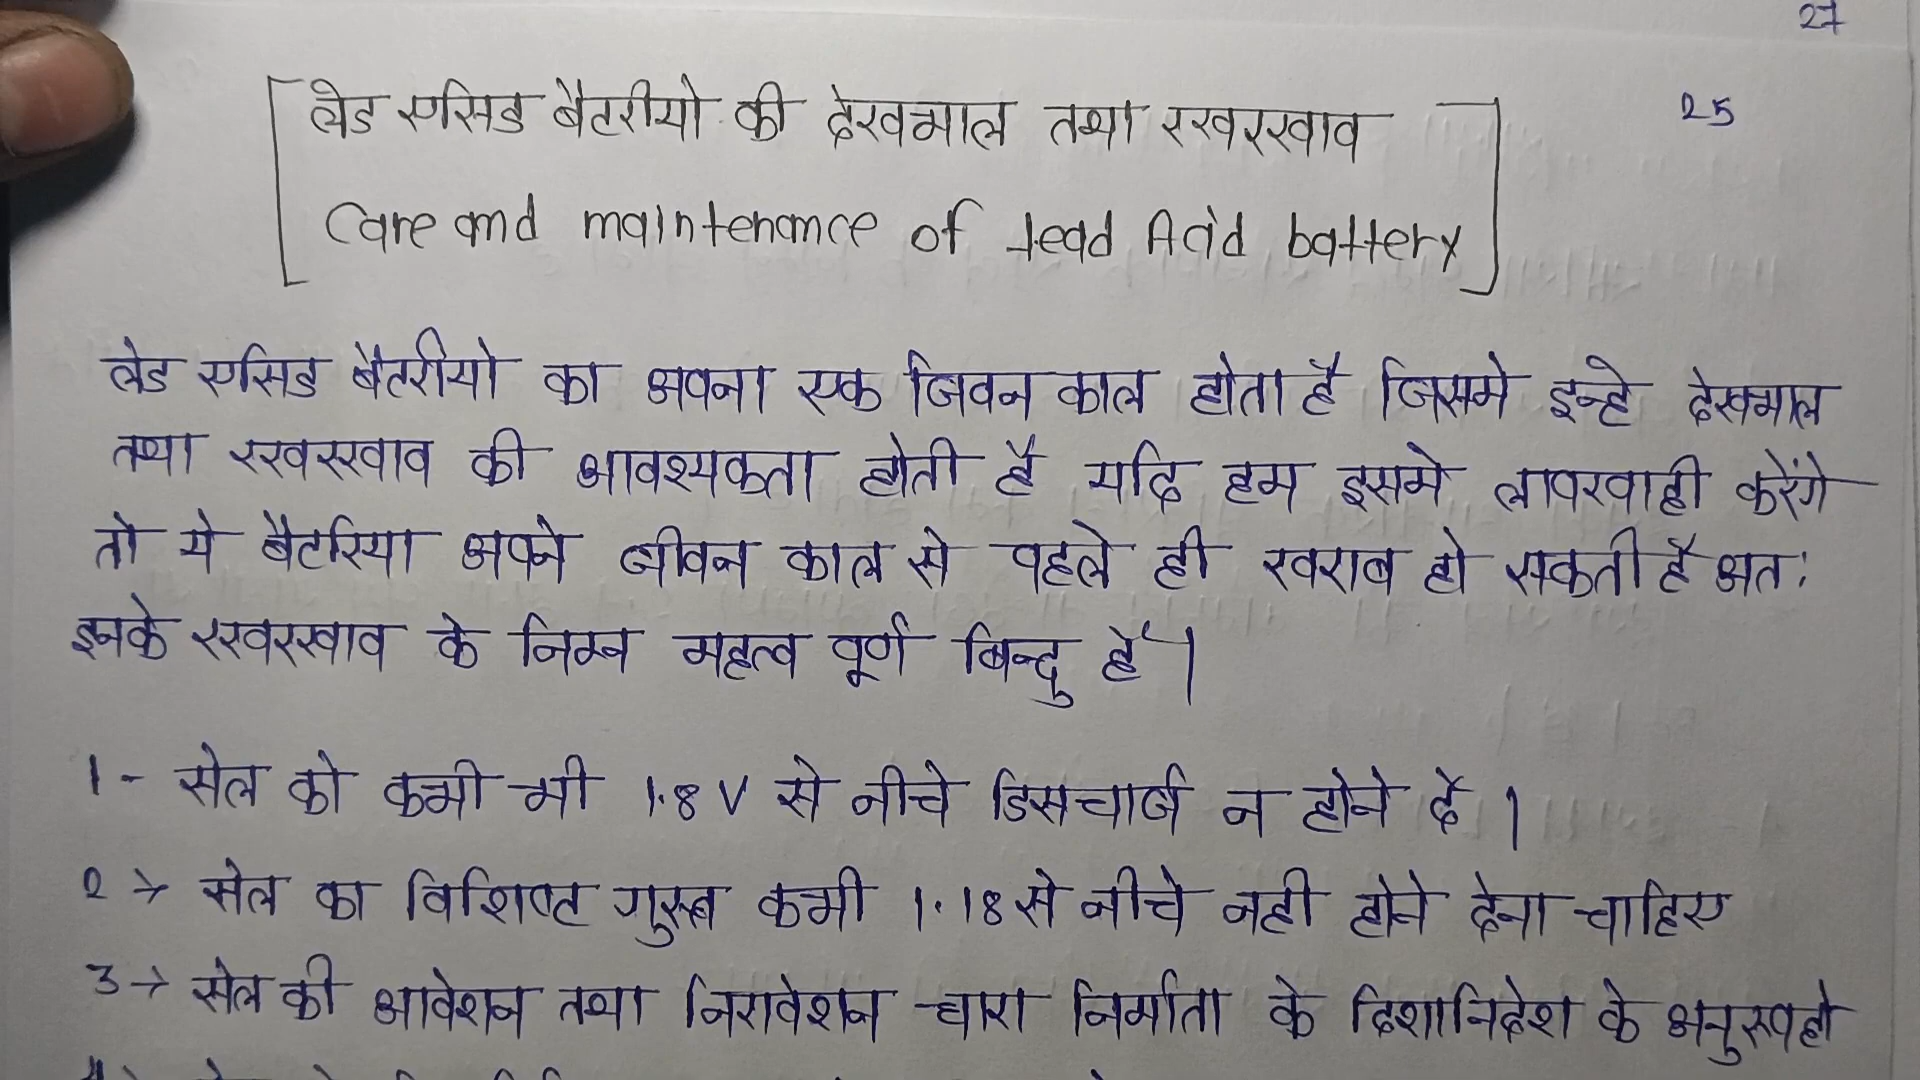 27
25
लेड एसिड बैटरीयो की देखभाल तथा रखरखाव
Care and maintenance of lead Acid battery
लेड एसिड बैटरीयो का अपना एक जिवन काल होता है जिसमे इन्हे देखभाल
तथा रखरखाव की आवश्यकता होती है यदि हम इसमे लापरवाही करेंगे
तो ये बैटरिया अपने जीवन काल से पहले ही खराब हो सकती है अतः
इनके रखरखाव के निम्न महत्व पूर्ण बिन्दु हैं।
1- सेल को कभी भी 1.8 V से नीचे डिसचार्ज न होने दें ।
2 → सेल का विशिष्ट गुरुत्व कभी 1.18 से नीचे नही होने देना चाहिए
3 → सेल की आवेशन तथा निरावेशन धारा निर्माता के दिशानिदेश के अनुरूप हो